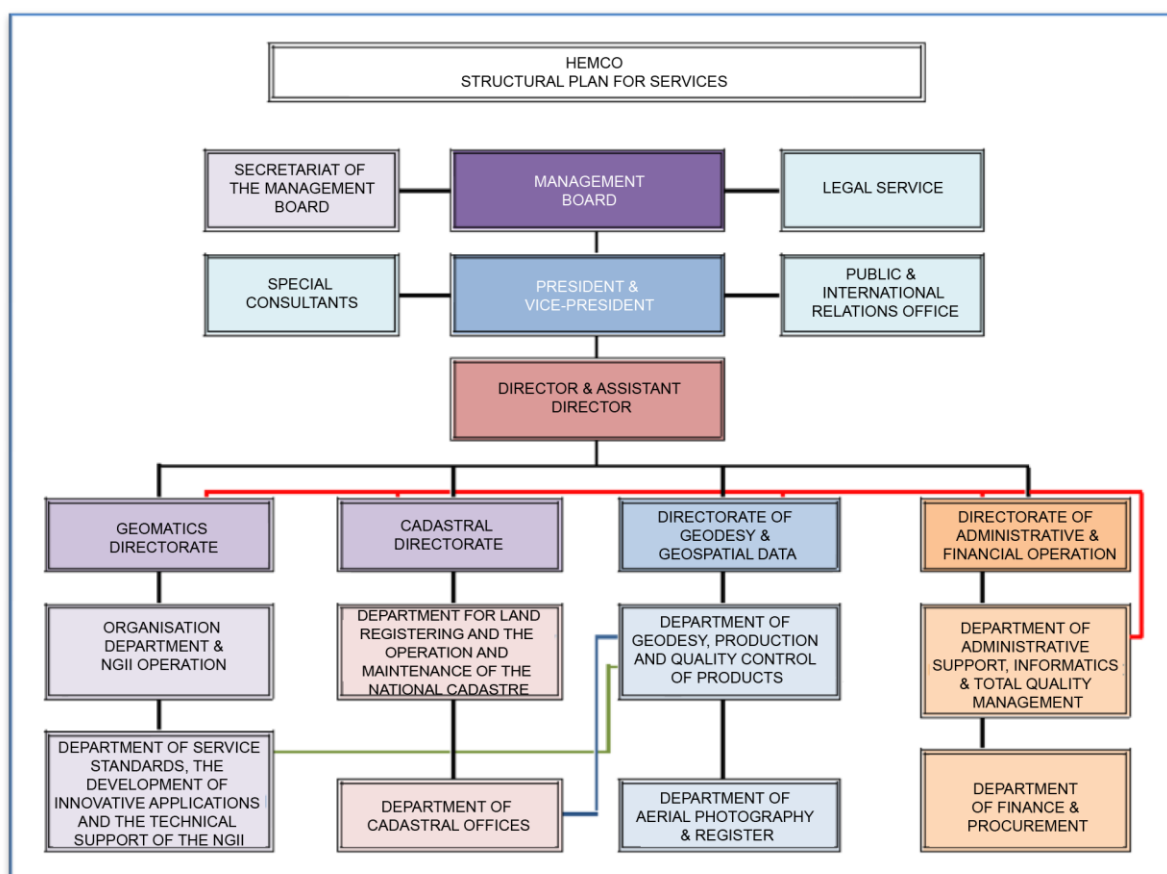 HEMCO
STRUCTURAL PLAN FOR SERVICES
SECRETARIAT OF
THE MANAGEMENT
BOARD
MANAGEMENT
BOARD
LEGAL SERVICE
SPECIAL
CONSULTANTS
PRESIDENT &
VICE-PRESIDENT
PUBLIC &
INTERNATIONAL
RELATIONS OFFICE
DIRECTOR & ASSISTANT
DIRECTOR
GEOMATICS
DIRECTORATE
CADASTRAL
DIRECTORATE
DIRECTORATE OF
GEODESY &
GEOSPATIAL DATA
DIRECTORATE OF
ADMINISTRATIVE &
FINANCIAL OPERATION
ORGANISATION
DEPARTMENT &
NGII OPERATION
DEPARTMENT FOR LAND
REGISTERING AND THE
OPERATION AND
MAINTENANCE OF THE
NATIONAL CADASTRE
DEPARTMENT OF
GEODESY, PRODUCTION
AND QUALITY CONTROL
OF PRODUCTS
DEPARTMENT OF
ADMINISTRATIVE
SUPPORT, INFORMATICS
& TOTAL QUALITY
MANAGEMENT
DEPARTMENT OF SERVICE
STANDARDS, THE
DEVELOPMENT OF
INNOVATIVE APPLICATIONS
AND THE TECHNICAL
SUPPORT OF THE NGII
DEPARTMENT OF
CADASTRAL OFFICES
DEPARTMENT OF
AERIAL PHOTOGRAPHY
& REGISTER
DEPARTMENT
OF FINANCE &
PROCUREMENT